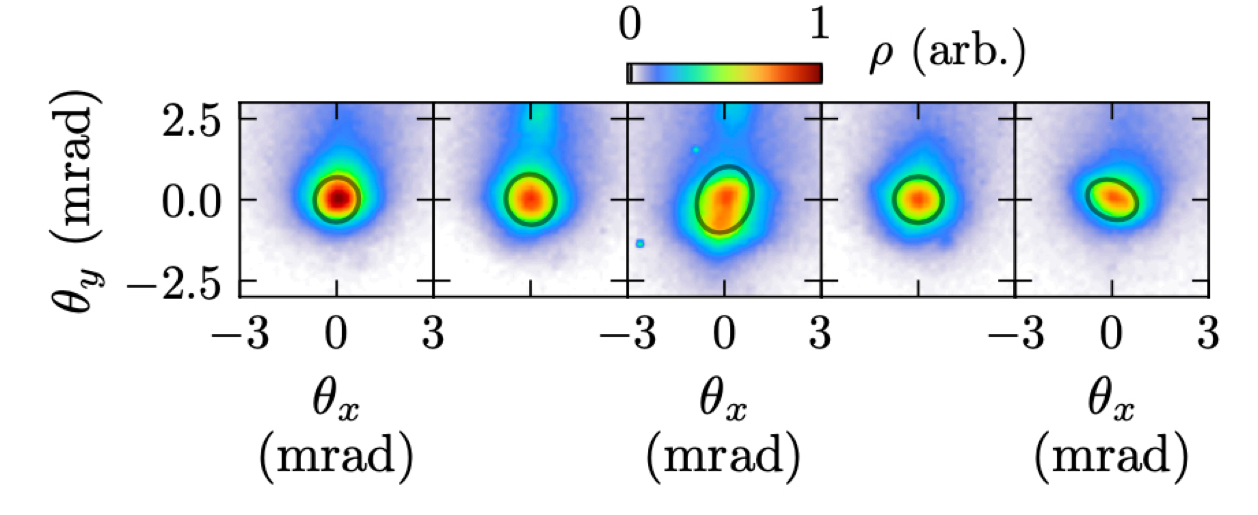 0 1 ρ (arb.)
θy (mrad)
2.5
0.0
−2.5
−3 0 3 −3 0 3 −3 0 3
θx θx θx
(mrad) (mrad) (mrad)